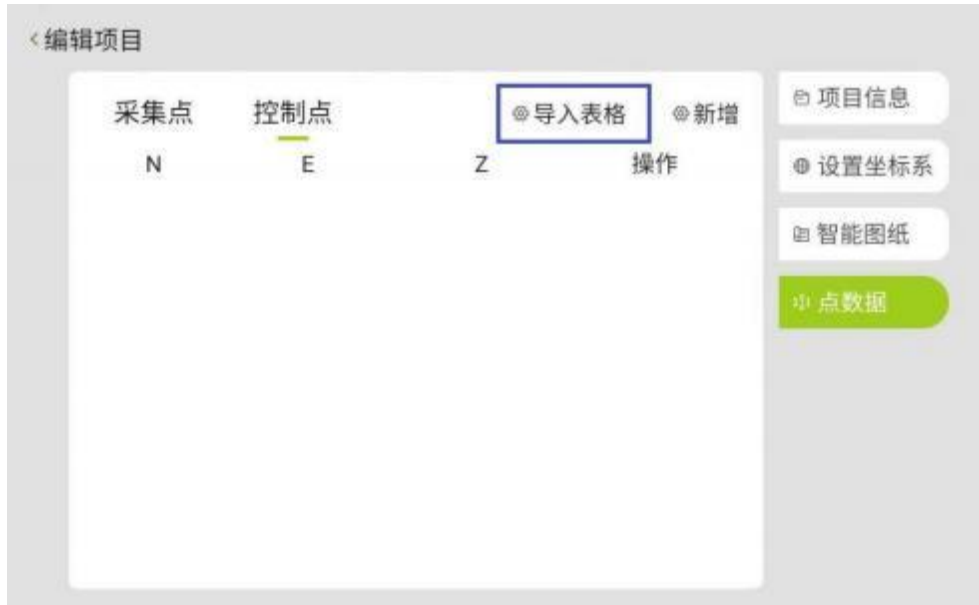 编辑项目
采集点 控制点 导入表格 新增
N E Z 操作
项目信息
设置坐标系
智能图纸
点数据